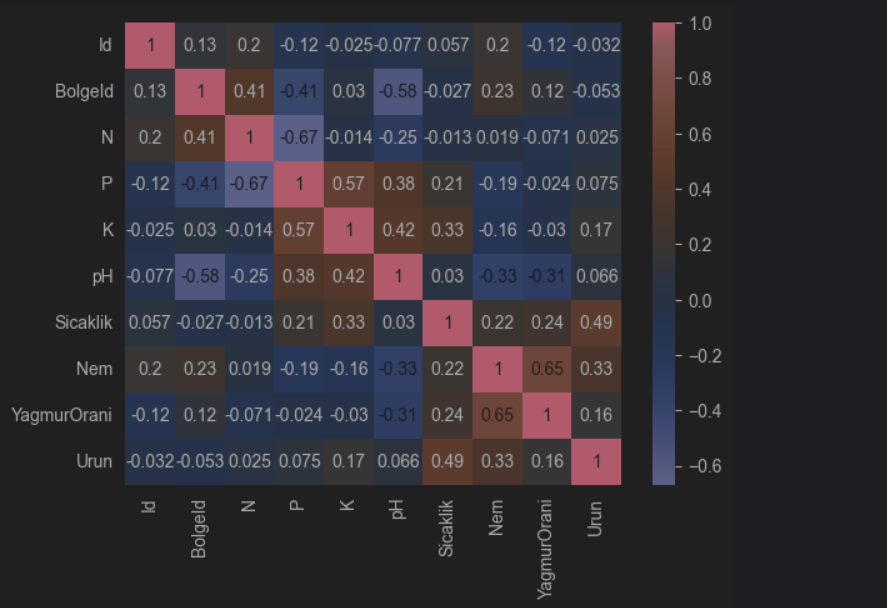 Id 1 0.13 0.2 -0.12 -0.025 -0.077 0.057 0.2 -0.12 -0.032
BolgeId 0.13 1 0.41 -0.41 0.03 -0.58 -0.027 0.23 0.12 -0.053
N 0.2 0.41 1 -0.67 -0.014 -0.25 -0.013 0.019 -0.071 0.025
P -0.12 -0.41 -0.67 1 0.57 0.38 0.21 -0.19 -0.024 0.075
K -0.025 0.03 -0.014 0.57 1 0.42 0.33 -0.16 -0.03 0.17
pH -0.077 -0.58 -0.25 0.38 0.42 1 0.03 -0.33 -0.31 0.066
Sicaklik 0.057 -0.027 -0.013 0.21 0.33 0.03 1 0.22 0.24 0.49
Nem 0.2 0.23 0.019 -0.19 -0.16 -0.33 0.22 1 0.65 0.33
YagmurOrani -0.12 0.12 -0.071 -0.024 -0.03 -0.31 0.24 0.65 1 0.16
Urun -0.032 -0.053 0.025 0.075 0.17 0.066 0.49 0.33 0.16 1
Id BolgeId N P K pH Sicaklik Nem YagmurOrani Urun
1.0
0.8
0.6
0.4
0.2
0.0
−0.2
−0.4
−0.6